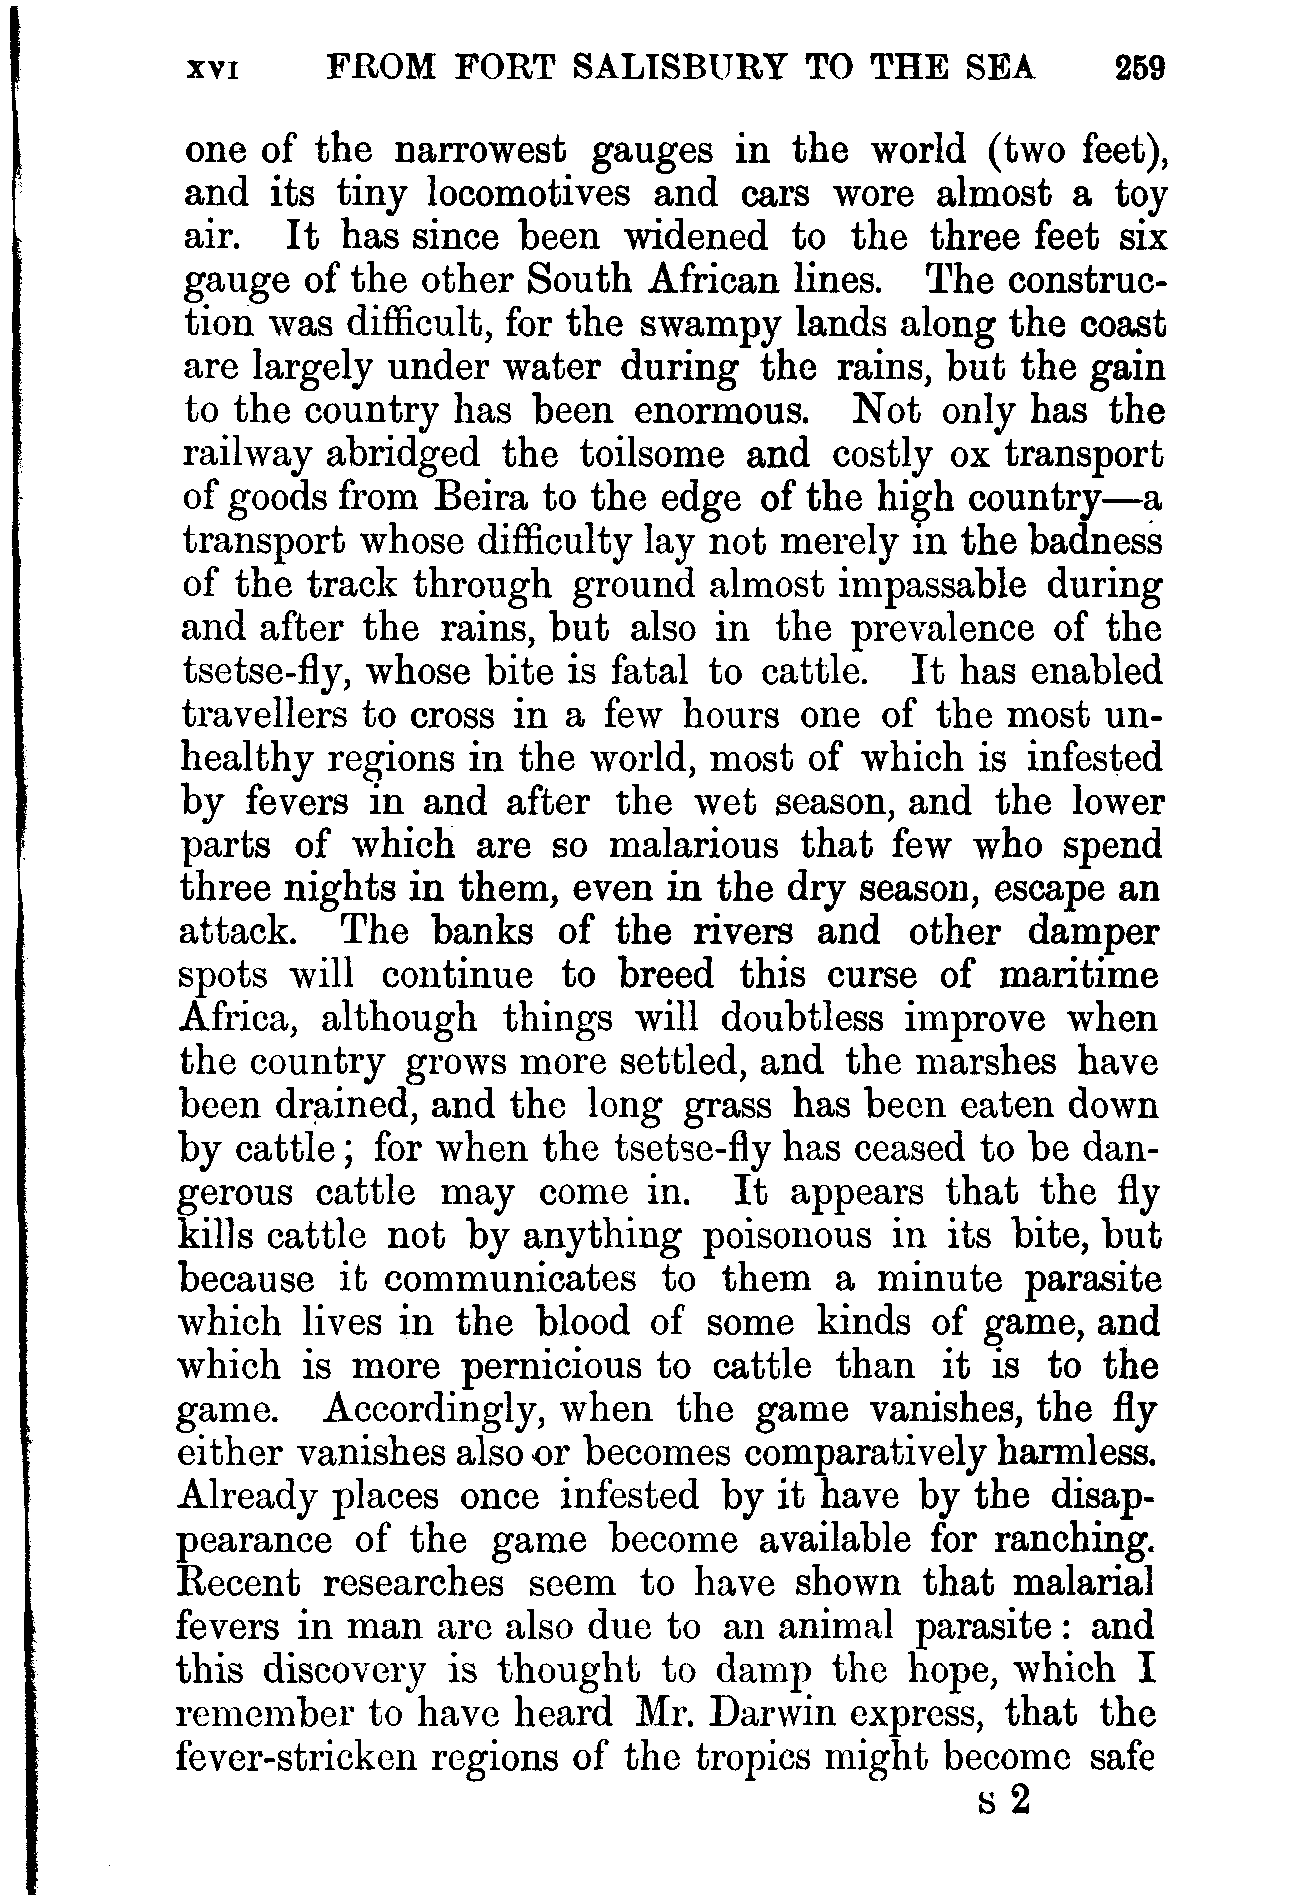 XVI FROM FORT SALISBURY TO THE SEA 259
one of the narrowest gauges in the world (two feet),
and its tiny locomotives and cars wore almost a toy
air. It has since been widened to the three feet six
gauge of the other South African lines. The construc-
tion was difficult, for the swampy lands along the coast
are largely under water during the rains, but the gain
to the country has been enormous. Not only has the
railway abridged the toilsome and costly ox transport
of goods from Beira to the edge of the high country—a
transport whose difficulty lay not merely in the badness
of the track through ground almost impassable during
and after the rains, but also in the prevalence of the
tsetse-fly, whose bite is fatal to cattle. It has enabled
travellers to cross in a few hours one of the most un-
healthy regions in the world, most of which is infested
by fevers in and after the wet season, and the lower
parts of which are so malarious that few who spend
three nights in them, even in the dry season, escape an
attack. The banks of the rivers and other damper
spots will continue to breed this curse of maritime
Africa, although things will doubtless improve when
the country grows more settled, and the marshes have
been drained, and the long grass has been eaten down
by cattle; for when the tsetse-fly has ceased to be dan-
gerous cattle may come in. It appears that the fly
kills cattle not by anything poisonous in its bite, but
because it communicates to them a minute parasite
which lives in the blood of some kinds of game, and
which is more pernicious to cattle than it is to the
game. Accordingly, when the game vanishes, the fly
either vanishes also or becomes comparatively harmless.
Already places once infested by it have by the disap-
pearance of the game become available for ranching.
Recent researches seem to have shown that malarial
fevers in man are also due to an animal parasite: and
this discovery is thought to damp the hope, which I
remember to have heard Mr. Darwin express, that the
fever-stricken regions of the tropics might become safe
S 2